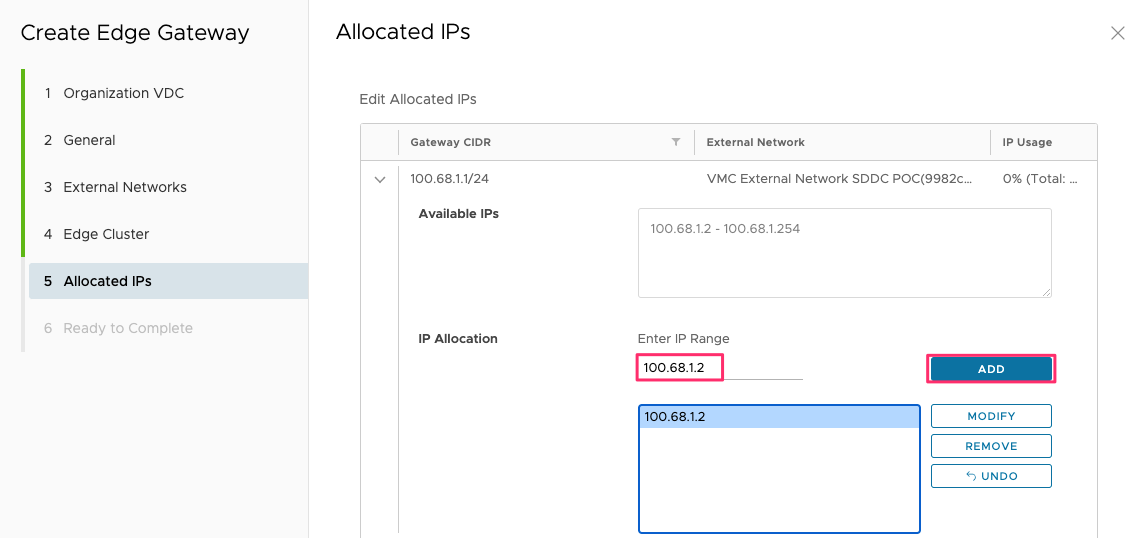 Create Edge Gateway
1 Organization VDC
2 General
3 External Networks
4 Edge Cluster
5 Allocated IPs
6 Ready to Complete
Allocated IPs
Edit Allocated IPs
Gateway CIDR External Network IP Usage
100.68.1.1/24 VMC External Network SDDC POC(9982c... 0% (Total: ...
Available IPs
100.68.1.2 - 100.68.1.254
IP Allocation
Enter IP Range
100.68.1.2
ADD
100.68.1.2
MODIFY
REMOVE
UNDO